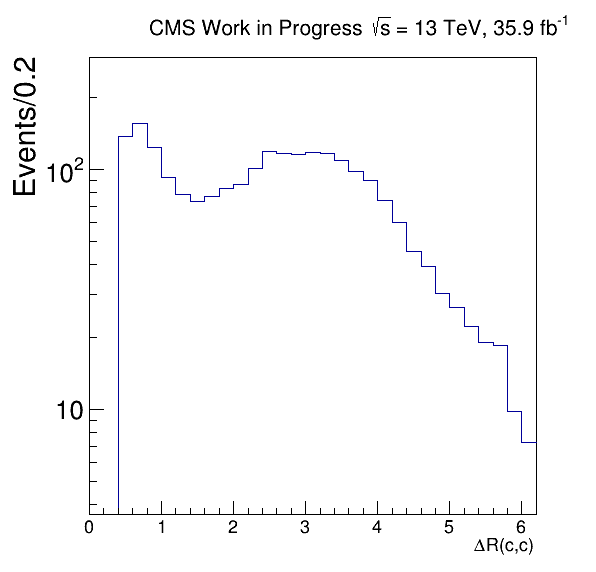 CMS Work in Progress √s = 13 TeV, 35.9 fb⁻¹
Events/0.2
10²
10
0 1 2 3 4 5 6
ΔR(c,c)